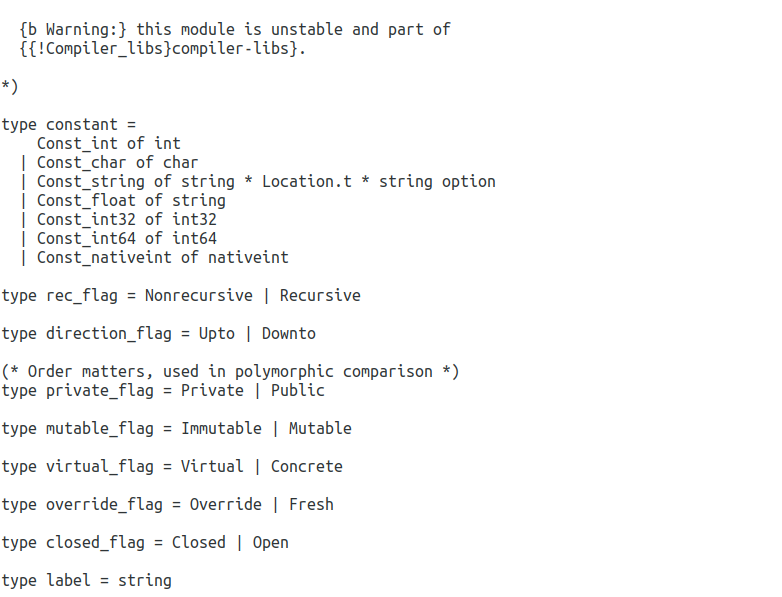 {b Warning:} this module is unstable and part of
  {{!Compiler_libs}compiler-libs}.
*)
type constant =
    Const_int of int
  | Const_char of char
  | Const_string of string * Location.t * string option
  | Const_float of string
  | Const_int32 of int32
  | Const_int64 of int64
  | Const_nativeint of nativeint
type rec_flag = Nonrecursive | Recursive
type direction_flag = Upto | Downto
(* Order matters, used in polymorphic comparison *)
type private_flag = Private | Public
type mutable_flag = Immutable | Mutable
type virtual_flag = Virtual | Concrete
type override_flag = Override | Fresh
type closed_flag = Closed | Open
type label = string